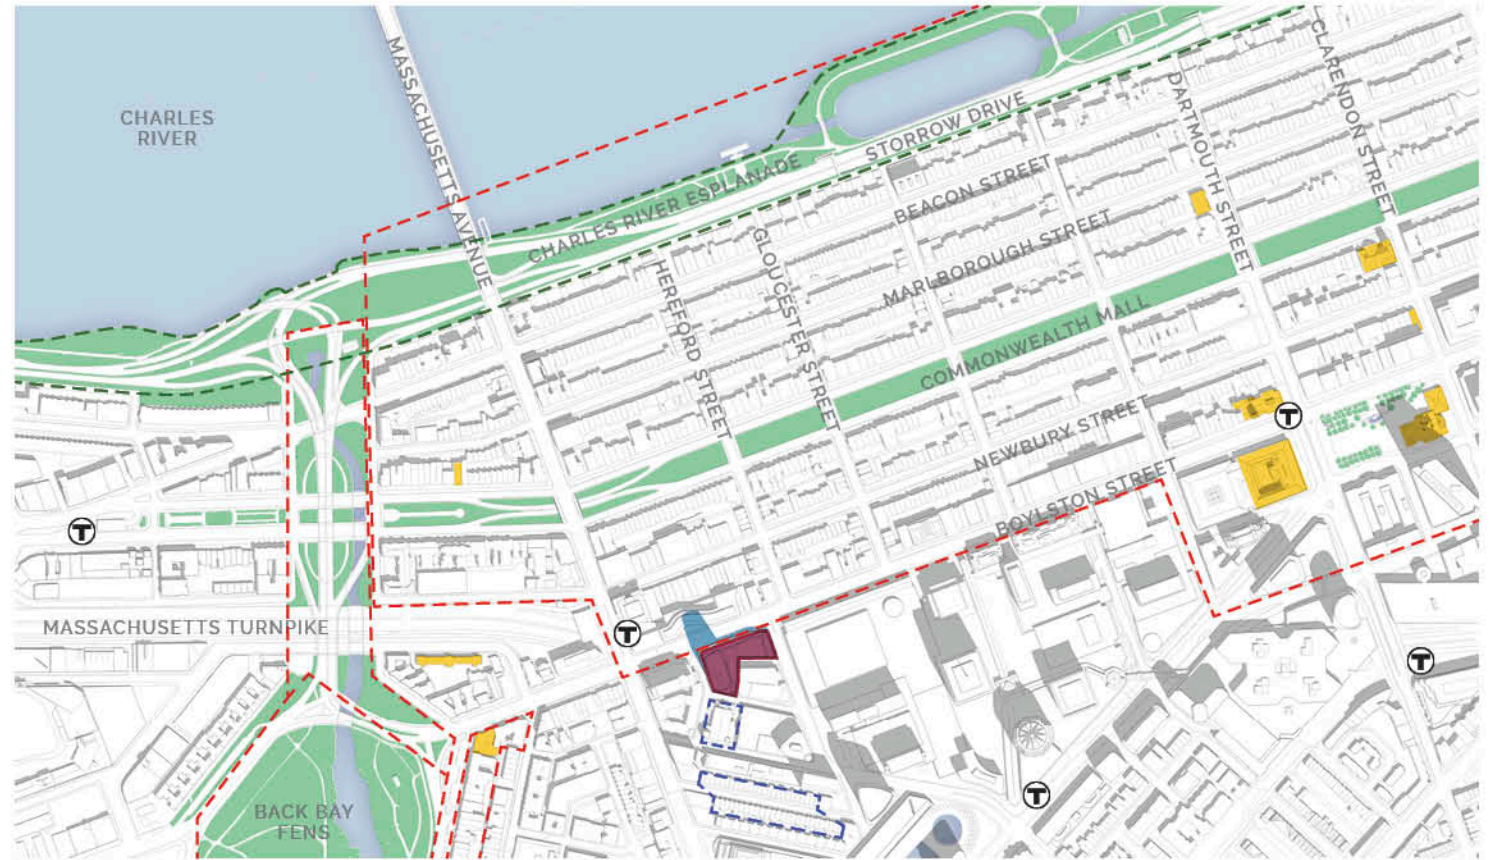 CHARLES
RIVER
MASSACHUSETTS AVENUE
CLARENDON STREET
DARTMOUTH STREET
STORROW DRIVE
CHARLES RIVER ESPLANADE
BEACON STREET
MARLBOROUGH STREET
GLOUCESTER STREET
HEREFORD STREET
COMMONWEALTH MALL
NEWBURY STREET
BOYLSTON STREET
T
T
T
T
T
MASSACHUSETTS TURNPIKE
BACK BAY
FENS